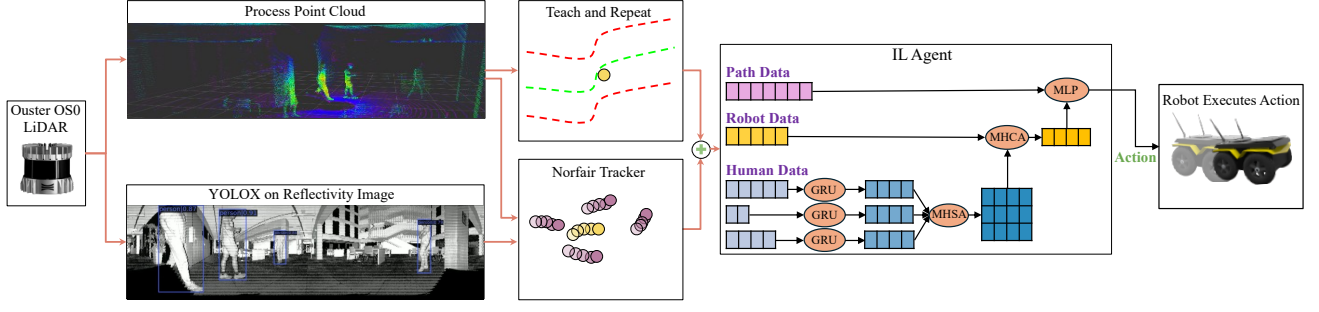 Ouster OS0
LiDAR
Process Point Cloud
YOLOX on Reflectivity Image
Teach and Repeat
Norfair Tracker
IL Agent
Path Data
MLP
Robot Data
MHCA
Human Data
GRU
GRU
MHSA
GRU
Action
Robot Executes Action